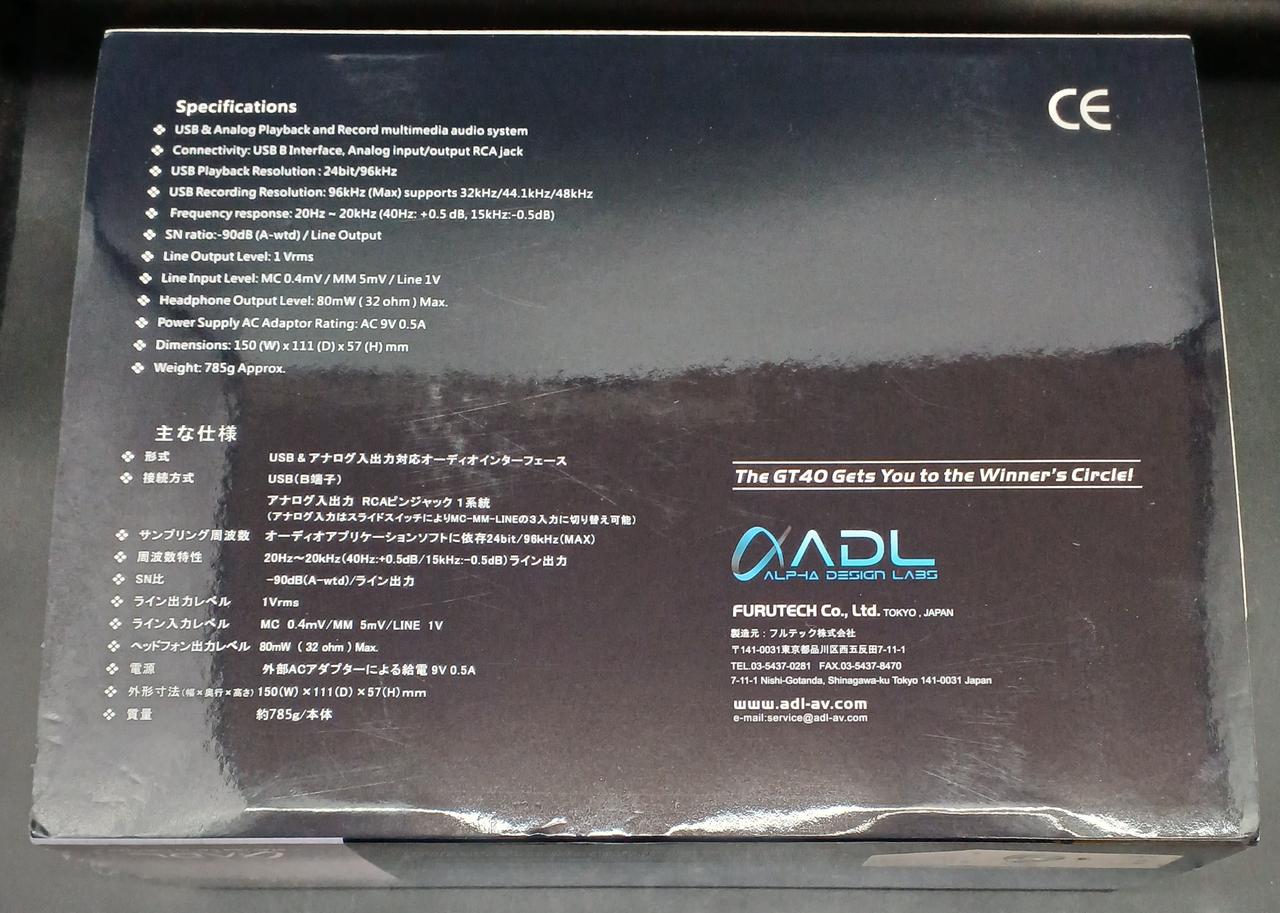 Specifications
❖ USB & Analog Playback and Record multimedia audio system
❖ Connectivity: USB B Interface, Analog input/output RCA jack
❖ USB Playback Resolution : 24bit/96kHz
❖ USB Recording Resolution: 96kHz (Max) supports 32kHz/44.1kHz/48kHz
❖ Frequency response: 20Hz ~ 20kHz (40Hz: +0.5 dB, 15kHz:-0.5dB)
❖ SN ratio:-90dB (A-wtd) / Line Output
❖ Line Output Level: 1 Vrms
❖ Line Input Level: MC 0.4mV / MM 5mV / Line 1V
❖ Headphone Output Level: 80mW ( 32 ohm ) Max.
❖ Power Supply AC Adaptor Rating: AC 9V 0.5A
❖ Dimensions: 150 (W) x 111 (D) x 57 (H) mm
❖ Weight: 785g Approx.
CE
主な仕様
❖ 形式 USB & アナログ入出力対応オーディオインターフェース
❖ 接続方式 USB(B端子)
アナログ入出力 RCAピンジャック 1系統
(アナログ入力はスライドスイッチによりMC-MM-LINEの3入力に切り替え可能)
❖ サンプリング周波数 オーディオアプリケーションソフトに依存24bit/96kHz(MAX)
❖ 周波数特性 20Hz〜20kHz(40Hz:+0.5dB/15kHz:-0.5dB)ライン出力
❖ SN比 -90dB(A-wtd)/ライン出力
❖ ライン出力レベル 1Vrms
❖ ライン入力レベル MC 0.4mV/MM 5mV/LINE 1V
❖ ヘッドフォン出力レベル 80mW ( 32 ohm ) Max.
❖ 電源 外部ACアダプターによる給電 9V 0.5A
❖ 外形寸法(幅×奥行×高さ) 150(W)×111(D)×57(H)mm
❖ 質量 約785g/本体
The GT40 Gets You to the Winner's Circle!
ADL
ALPHA DESIGN LABS
FURUTECH Co., Ltd. TOKYO , JAPAN
製造元：フルテック株式会社
〒141-0031東京都品川区西五反田7-11-1
TEL.03-5437-0281 FAX.03-5437-8470
7-11-1 Nishi-Gotanda, Shinagawa-ku Tokyo 141-0031 Japan
www.adl-av.com
e-mail:service@adl-av.com